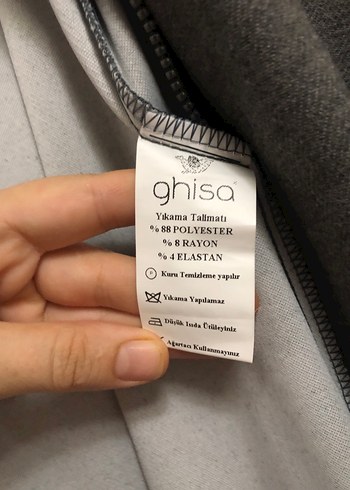 ghisa
Yıkama Talimatı
% 88 POLYESTER
% 8 RAYON
% 4 ELASTAN
P Kuru Temizleme yapılır
Yıkama Yapılamaz
Düşük Isıda Ütüleyiniz
Ağartıcı Kullanmayınız